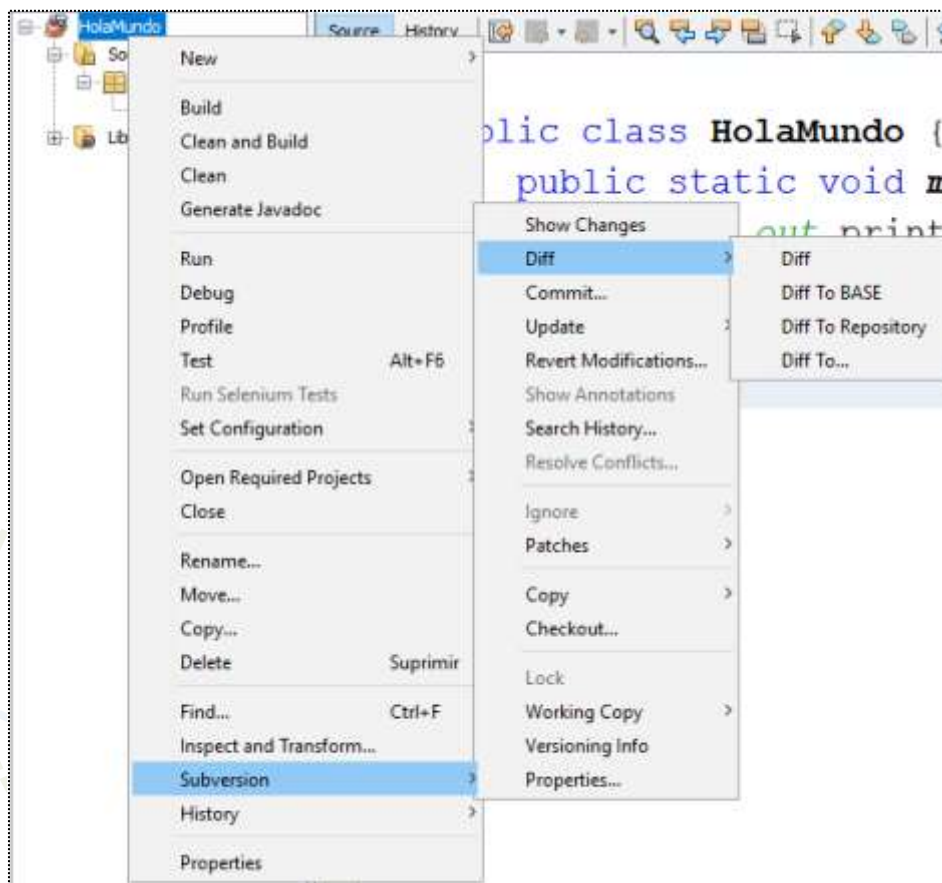 HolaMundo
Source History
So
Lib
New
Build
Clean and Build
Clean
Generate Javadoc
Run
Debug
Profile
Test Alt+F6
Run Selenium Tests
Set Configuration
Open Required Projects
Close
Rename...
Move...
Copy...
Delete Suprimir
Find... Ctrl+F
Inspect and Transform...
Subversion
History
Properties
blic class HolaMundo {
public static void m
out print
Show Changes
Diff
Commit...
Update
Revert Modifications...
Show Annotations
Search History...
Resolve Conflicts...
Ignore
Patches
Copy
Checkout...
Lock
Working Copy
Versioning Info
Properties...
Diff
Diff To BASE
Diff To Repository
Diff To...